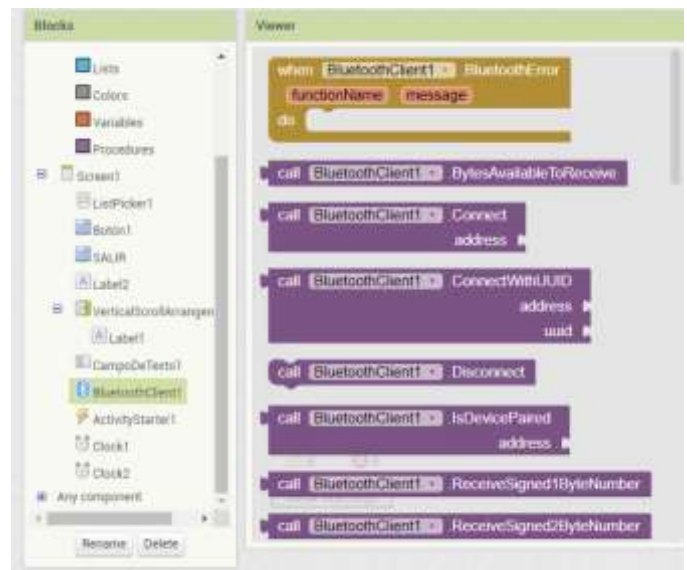 Blocks
Lists
Colors
Variables
Procedures
Screen1
ListPicker1
Boton1
SALIR
Label2
VerticalScrollArrangen
Label1
CampoDeTexto1
BluetoothClient1
ActivityStarter1
Clock1
Clock2
Any component
Rename Delete
Viewer
when BluetoothClient1 .BluetoothError
functionName message
do
call BluetoothClient1 .BytesAvailableToReceive
call BluetoothClient1 .Connect
address
call BluetoothClient1 .ConnectWithUUID
address
uuid
call BluetoothClient1 .Disconnect
call BluetoothClient1 .IsDevicePaired
address
call BluetoothClient1 .ReceiveSigned1ByteNumber
call BluetoothClient1 .ReceiveSigned2ByteNumber